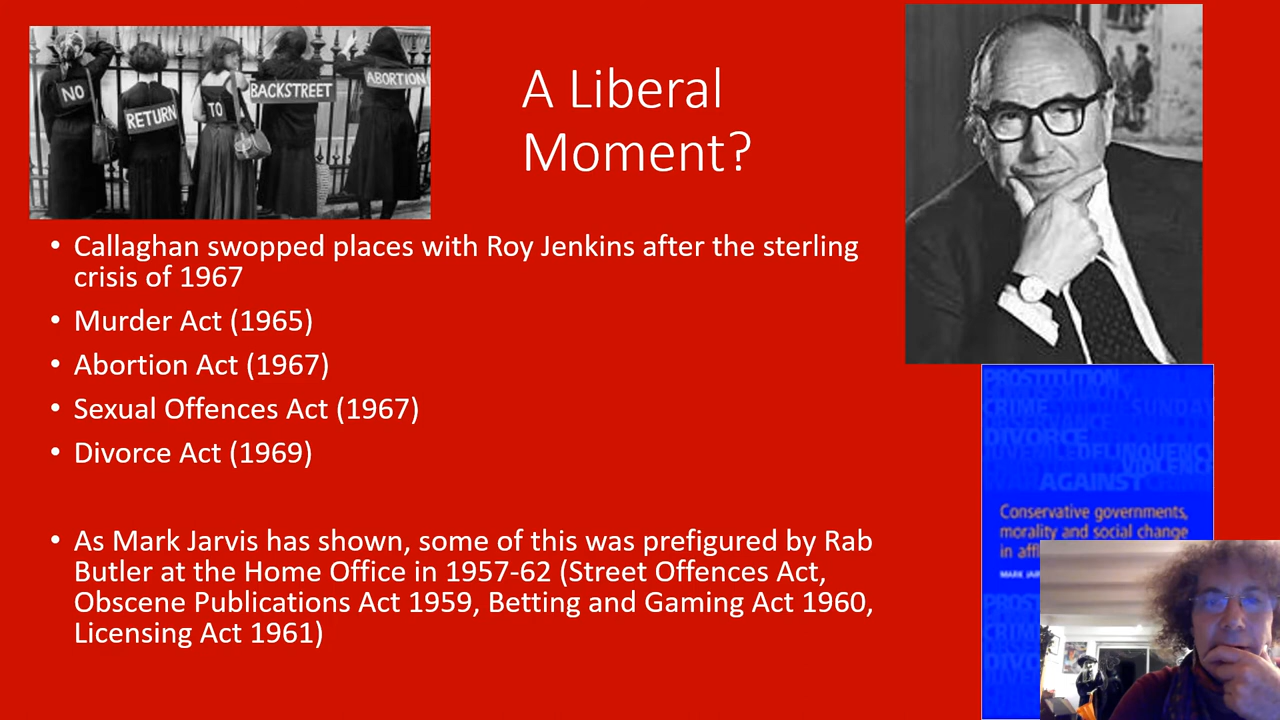 NO
RETURN
TO
BACKSTREET
ABORTION
A Liberal
Moment?
• Callaghan swopped places with Roy Jenkins after the sterling
crisis of 1967
• Murder Act (1965)
• Abortion Act (1967)
• Sexual Offences Act (1967)
• Divorce Act (1969)
• As Mark Jarvis has shown, some of this was prefigured by Rab
Butler at the Home Office in 1957-62 (Street Offences Act,
Obscene Publications Act 1959, Betting and Gaming Act 1960,
Licensing Act 1961)
PROSTITUTION
CRIME SUNDAY
DIVORCE
DELINQUENCY
VIOLENCE
AGAINST
Conservative governments,
morality and social change
in
MARK